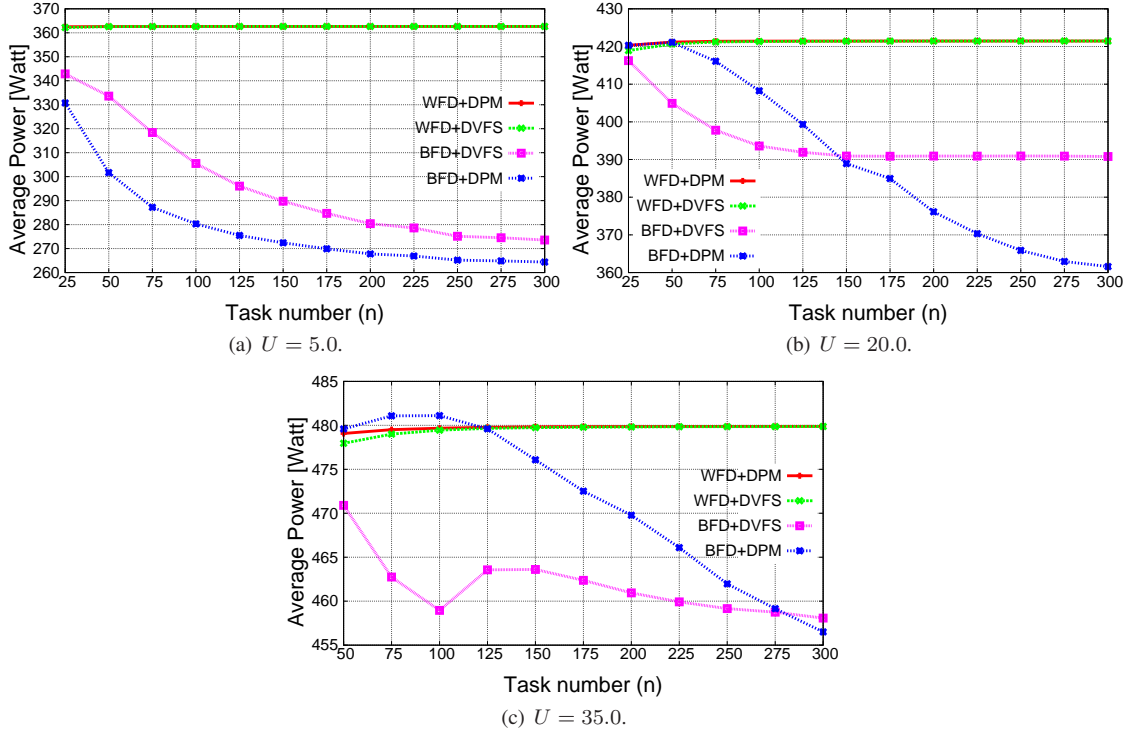 370
360
350
340
330
320
310
300
290
280
270
260
Average Power [Watt]
WFD+DPM
WFD+DVFS
BFD+DVFS
BFD+DPM
25 50 75 100 125 150 175 200 225 250 275 300
Task number (n)
(a) U = 5.0.
430
420
410
400
390
380
370
360
Average Power [Watt]
WFD+DPM
WFD+DVFS
BFD+DVFS
BFD+DPM
25 50 75 100 125 150 175 200 225 250 275 300
Task number (n)
(b) U = 20.0.
485
480
475
470
465
460
455
Average Power [Watt]
WFD+DPM
WFD+DVFS
BFD+DVFS
BFD+DPM
50 75 100 125 150 175 200 225 250 275 300
Task number (n)
(c) U = 35.0.